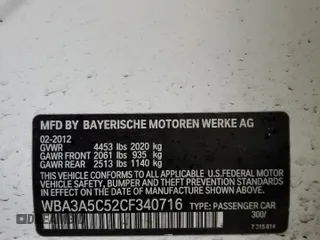 MFD BY BAYERISCHE MOTOREN WERKE AG
02-2012
GVWR 4453 lbs 2020 kg
GAWR FRONT 2061 lbs 935 kg
GAWR REAR 2513 lbs 1140 kg
THIS VEHICLE CONFORMS TO ALL APPLICABLE U.S.FEDERAL MOTOR
VEHICLE SAFETY, BUMPER, AND THEFT PREVENTION STANDARDS
IN EFFECT ON THE DATE OF MANUFACTURE SHOWN ABOVE.
WBA3A5C52CF340716 TYPE: PASSENGER CAR
300/